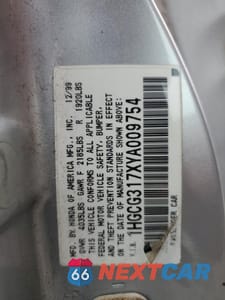 MFD. BY HONDA OF AMERICA MFG., INC. 12/99
GVWR 4035LBS GAWR F 2185LBS R 1920LBS
THIS VEHICLE CONFORMS TO ALL APPLICABLE
FEDERAL MOTOR VEHICLE SAFETY, BUMPER,
AND THEFT PREVENTION STANDARDS IN EFFECT
ON THE DATE OF MANUFACTURE SHOWN ABOVE.
V.I.N. 1HGCG317XYA009754
PASSENGER CAR
66
NATIONWIDE